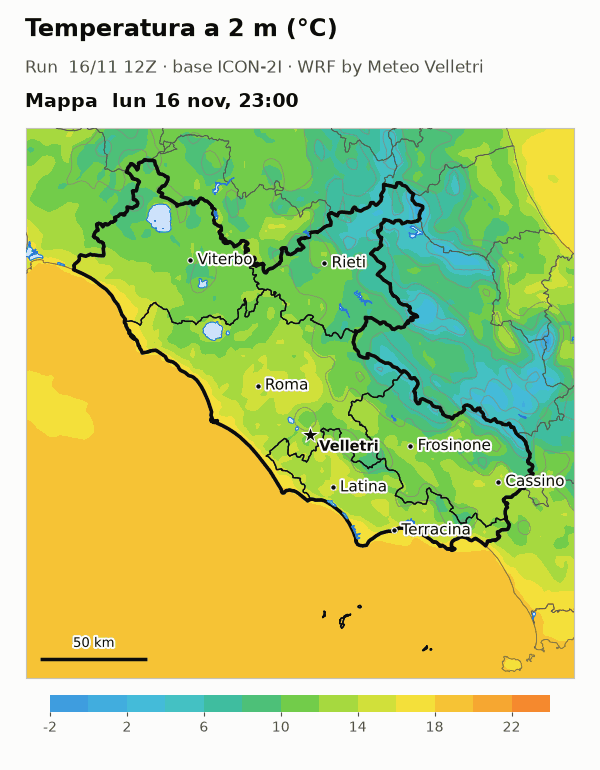 Temperatura a 2 m (°C)
Run  16/11 12Z · base ICON-2I · WRF by Meteo Velletri
Mappa  lun 16 nov, 23:00
Viterbo
Rieti
Roma
Velletri
Frosinone
Cassino
Latina
Terracina
50 km
-2 2 6 10 14 18 22